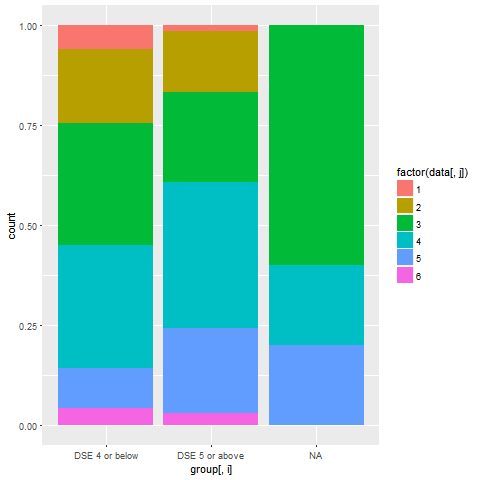 1.00
0.75
0.50
0.25
0.00
count
DSE 4 or below
DSE 5 or above
NA
group[, i]
factor(data[, j])
1
2
3
4
5
6